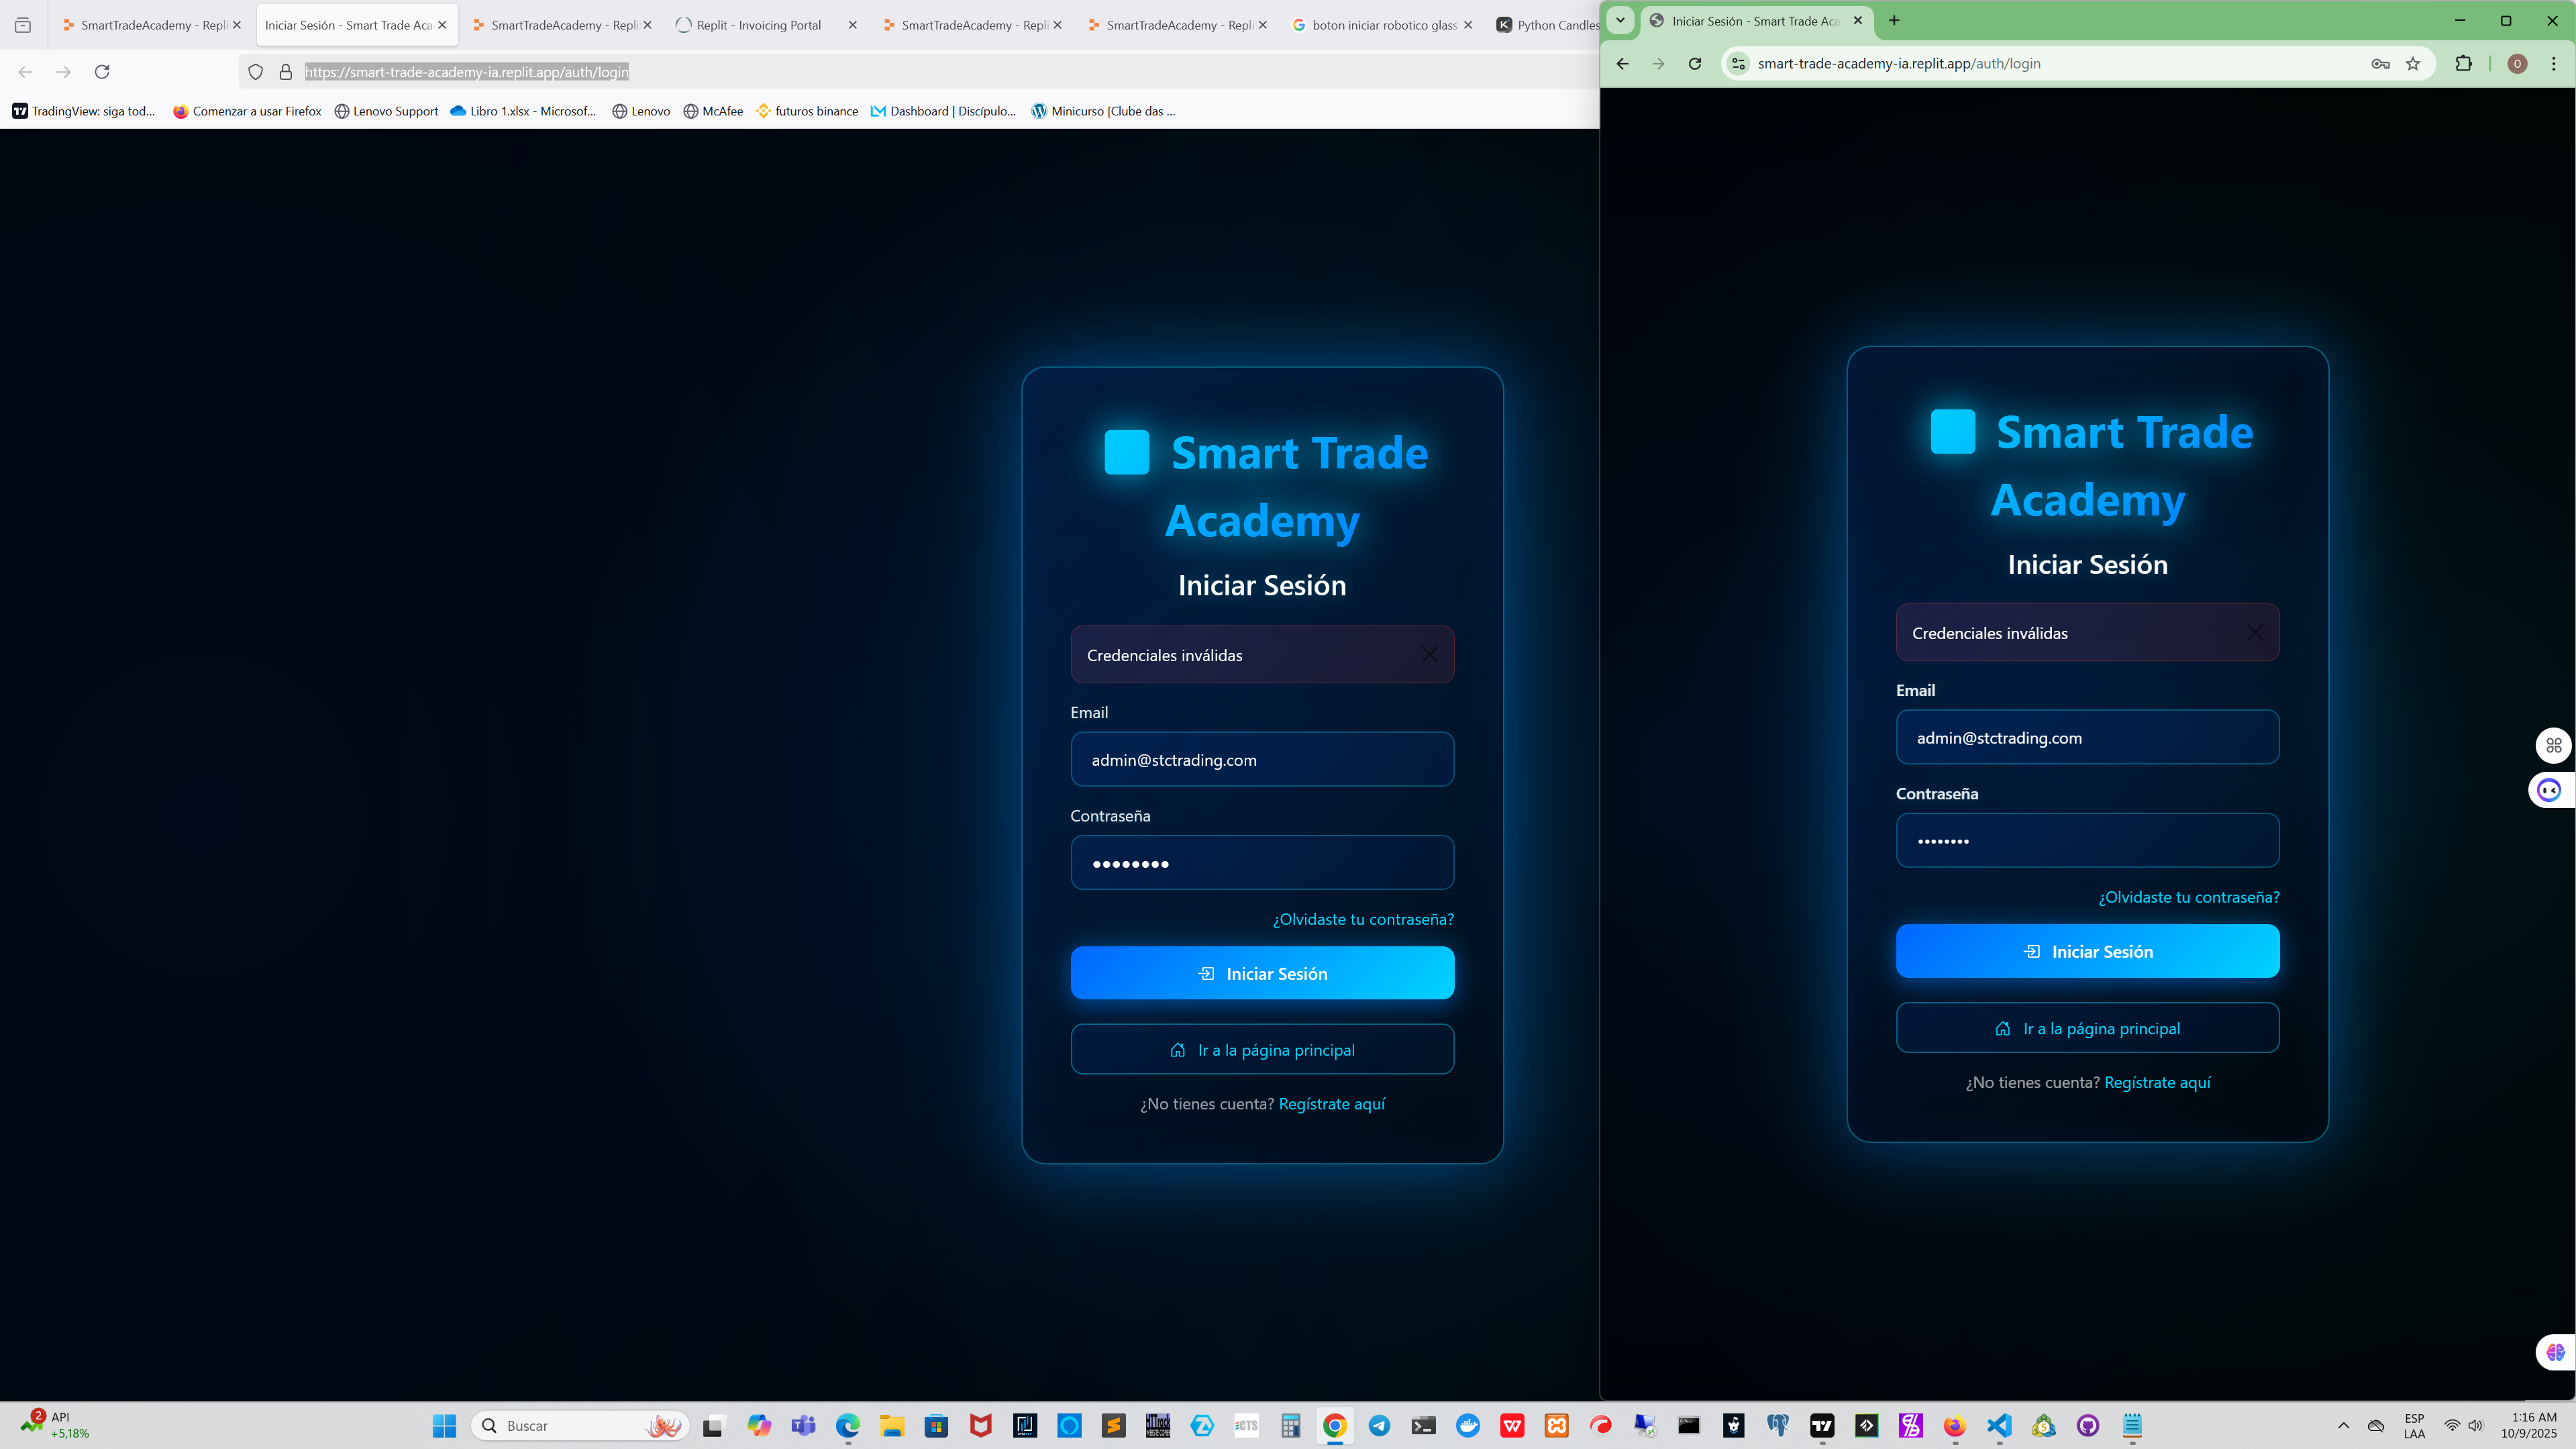 SmartTradeAcademy - Repli
Iniciar Sesión - Smart Trade Aca
SmartTradeAcademy - Repli
Replit - Invoicing Portal
SmartTradeAcademy - Repli
SmartTradeAcademy - Repli
boton iniciar robotico glass
Python Candles
https://smart-trade-academy-ia.replit.app/auth/login
TradingView: siga tod...
Comenzar a usar Firefox
Lenovo Support
Libro 1.xlsx - Microsof...
Lenovo
McAfee
futuros binance
Dashboard | Discípulo...
Minicurso [Clube das ...
Smart Trade
Academy
Iniciar Sesión
Credenciales inválidas
Email
admin@stctrading.com
Contraseña
¿Olvidaste tu contraseña?
Iniciar Sesión
Ir a la página principal
¿No tienes cuenta? Regístrate aquí
Iniciar Sesión - Smart Trade Aca
smart-trade-academy-ia.replit.app/auth/login
O
Smart Trade
Academy
Iniciar Sesión
Credenciales inválidas
Email
admin@stctrading.com
Contraseña
¿Olvidaste tu contraseña?
Iniciar Sesión
Ir a la página principal
¿No tienes cuenta? Regístrate aquí
2
API
+5,18%
Buscar
ESP
LAA
1:16 AM
10/9/2025